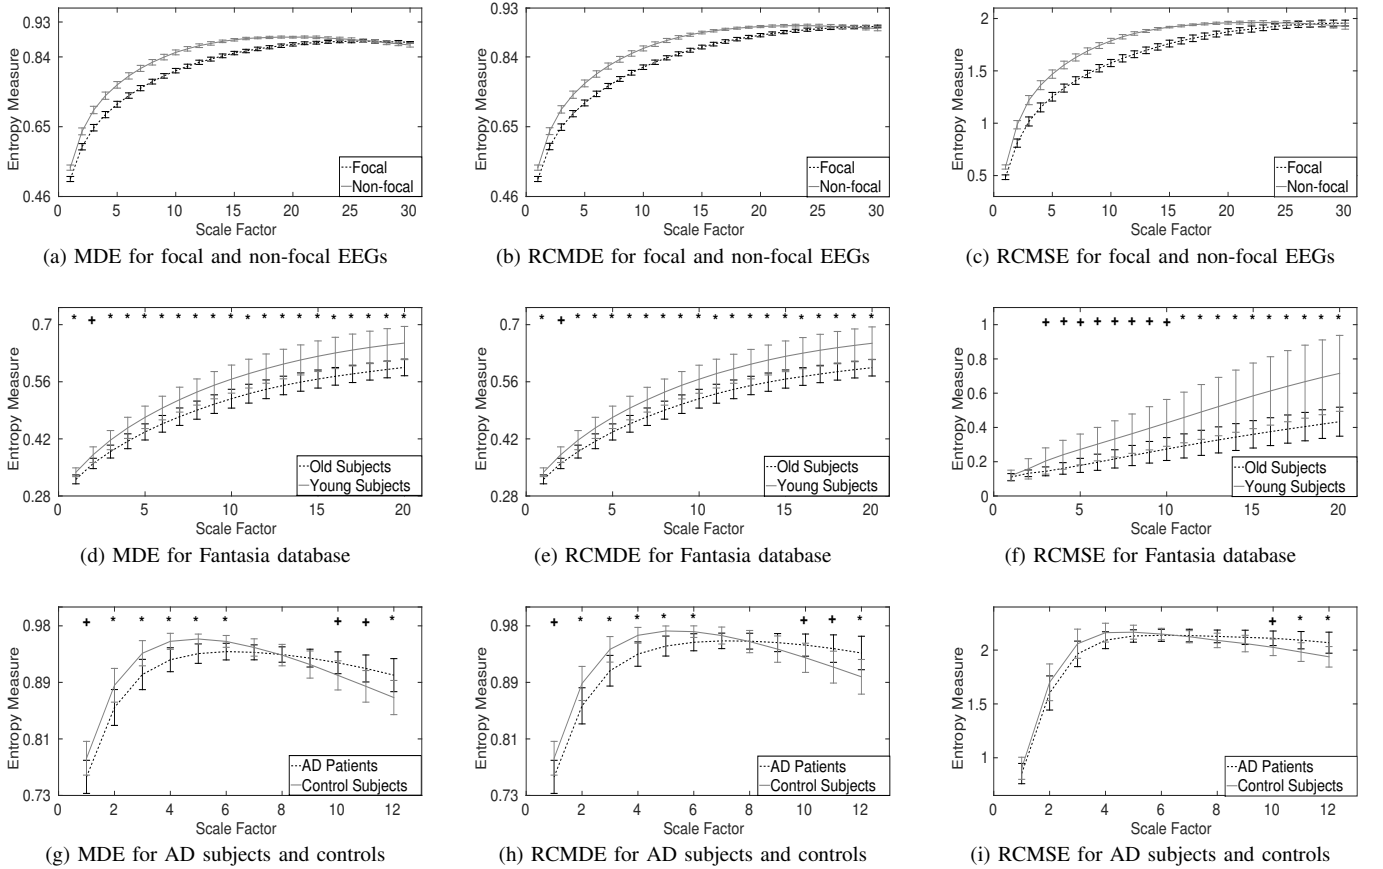 0.93
0.84
0.65
0.46
Entropy Measure
0 5 10 15 20 25 30
Scale Factor
Focal
Non-focal
(a) MDE for focal and non-focal EEGs
0.93
0.84
0.65
0.46
Entropy Measure
0 5 10 15 20 25 30
Scale Factor
Focal
Non-focal
(b) RCMDE for focal and non-focal EEGs
2
1.5
1
0.5
Entropy Measure
0 5 10 15 20 25 30
Scale Factor
Focal
Non-focal
(c) RCMSE for focal and non-focal EEGs
* + * * * * * * * * * * * * * * * * * *
0.7
0.56
0.42
0.28
Entropy Measure
0 5 10 15 20
Scale Factor
Old Subjects
Young Subjects
(d) MDE for Fantasia database
* + * * * * * * * * * * * * * * * * * *
0.7
0.56
0.42
0.28
Entropy Measure
0 5 10 15 20
Scale Factor
Old Subjects
Young Subjects
(e) RCMDE for Fantasia database
+ + + + + + + + * * * * * * * * * *
1
0.8
0.6
0.4
0.2
0
Entropy Measure
0 5 10 15 20
Scale Factor
Old Subjects
Young Subjects
(f) RCMSE for Fantasia database
+ * * * * * + + *
0.98
0.89
0.81
0.73
Entropy Measure
0 2 4 6 8 10 12
Scale Factor
AD Patients
Control Subjects
(g) MDE for AD subjects and controls
+ * * * * * + + *
0.98
0.89
0.81
0.73
Entropy Measure
0 2 4 6 8 10 12
Scale Factor
AD Patients
Control Subjects
(h) RCMDE for AD subjects and controls
+ * *
2
1.5
1
Entropy Measure
0 2 4 6 8 10 12
Scale Factor
AD Patients
Control Subjects
(i) RCMSE for AD subjects and controls